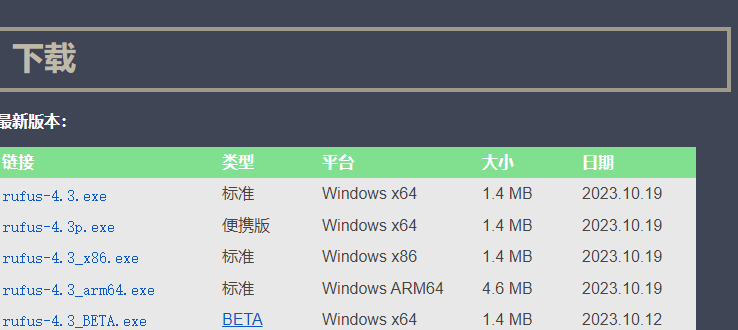 下载
最新版本:
链接 类型 平台 大小 日期
rufus-4.3.exe 标准 Windows x64 1.4 MB 2023.10.19
rufus-4.3p.exe 便携版 Windows x64 1.4 MB 2023.10.19
rufus-4.3_x86.exe 标准 Windows x86 1.4 MB 2023.10.19
rufus-4.3_arm64.exe 标准 Windows ARM64 4.6 MB 2023.10.19
rufus-4.3_BETA.exe BETA Windows x64 1.4 MB 2023.10.12